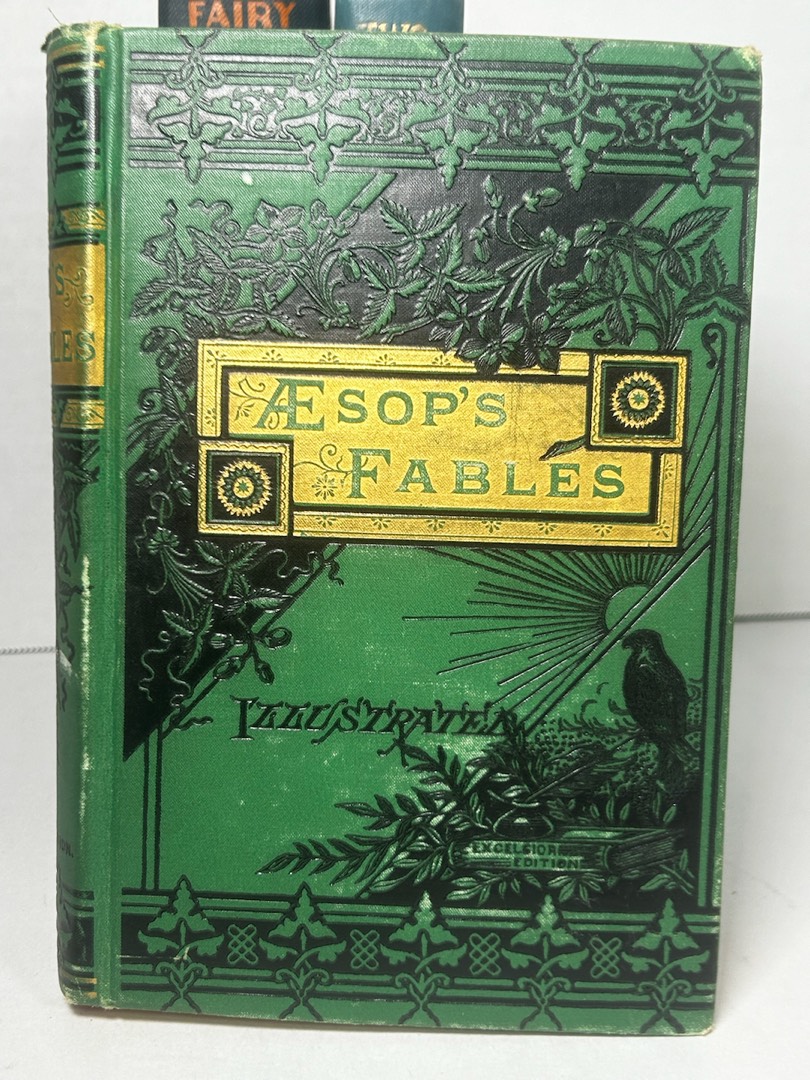 FAIRY
ÆSOP'S
FABLES
ILLUSTRATED
EXCELSIOR
EDITION